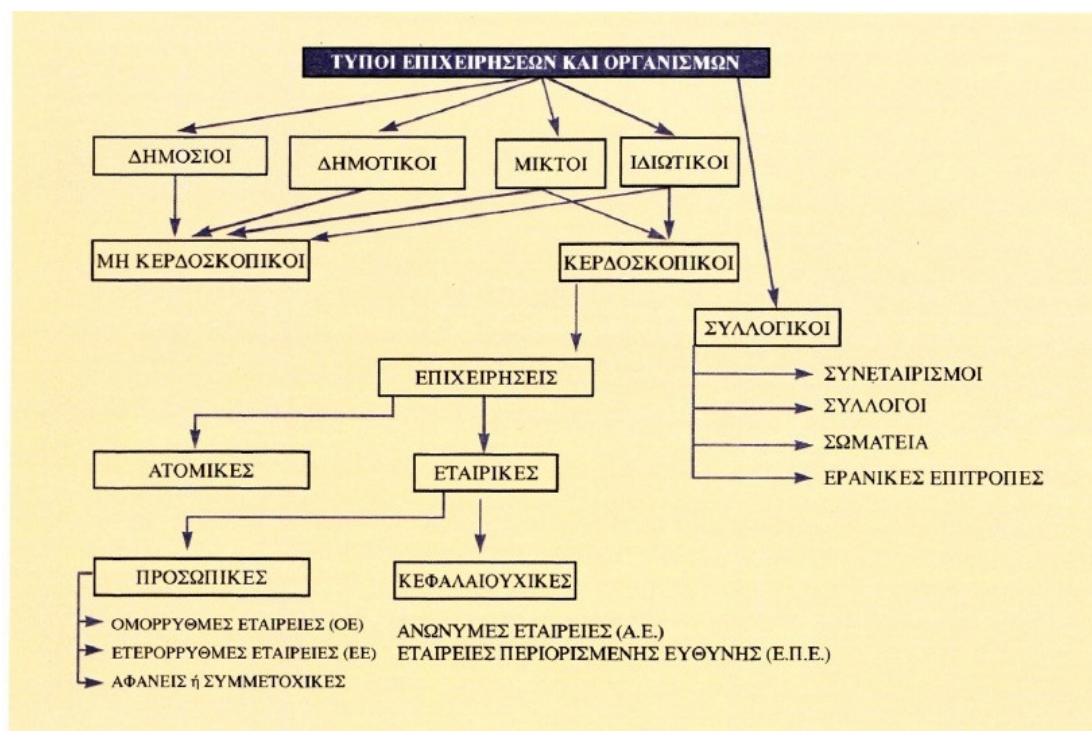 ΤΥΠΟΙ ΕΠΙΧΕΙΡΗΣΕΩΝ ΚΑΙ ΟΡΓΑΝΙΣΜΩΝ
ΔΗΜΟΣΙΟΙ
ΔΗΜΟΤΙΚΟΙ
ΜΙΚΤΟΙ
ΙΔΙΩΤΙΚΟΙ
ΜΗ ΚΕΡΔΟΣΚΟΠΙΚΟΙ
ΚΕΡΔΟΣΚΟΠΙΚΟΙ
ΣΥΛΛΟΓΙΚΟΙ
ΣΥΝΕΤΑΙΡΙΣΜΟΙ
ΣΥΛΛΟΓΟΙ
ΣΩΜΑΤΕΙΑ
ΕΡΑΝΙΚΕΣ ΕΠΙΤΡΟΠΕΣ
ΕΠΙΧΕΙΡΗΣΕΙΣ
ΑΤΟΜΙΚΕΣ
ΕΤΑΙΡΙΚΕΣ
ΠΡΟΣΩΠΙΚΕΣ
ΚΕΦΑΛΑΙΟΥΧΙΚΕΣ
ΟΜΟΡΡΥΘΜΕΣ ΕΤΑΙΡΕΙΕΣ (ΟΕ)
ΕΤΕΡΟΡΡΥΘΜΕΣ ΕΤΑΙΡΕΙΕΣ (ΕΕ)
ΑΦΑΝΕΙΣ ή ΣΥΜΜΕΤΟΧΙΚΕΣ
ΑΝΩΝΥΜΕΣ ΕΤΑΙΡΕΙΕΣ (Α.Ε.)
ΕΤΑΙΡΕΙΕΣ ΠΕΡΙΟΡΙΣΜΕΝΗΣ ΕΥΘΥΝΗΣ (Ε.Π.Ε.)